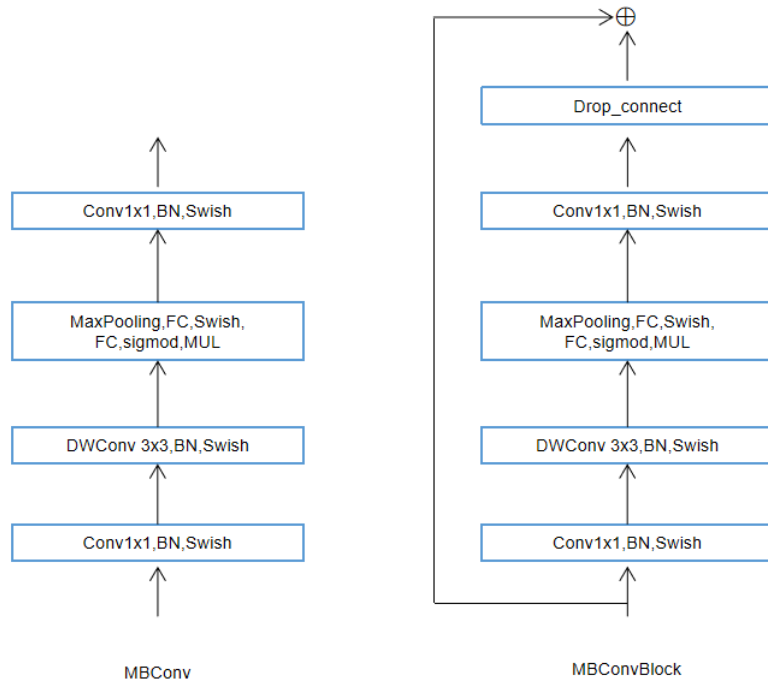 Drop_connect
Conv1x1,BN,Swish
Conv1x1,BN,Swish
MaxPooling,FC,Swish,
FC,sigmod,MUL
MaxPooling,FC,Swish,
FC,sigmod,MUL
DWConv 3x3,BN,Swish
DWConv 3x3,BN,Swish
Conv1x1,BN,Swish
Conv1x1,BN,Swish
MBConv
MBConvBlock